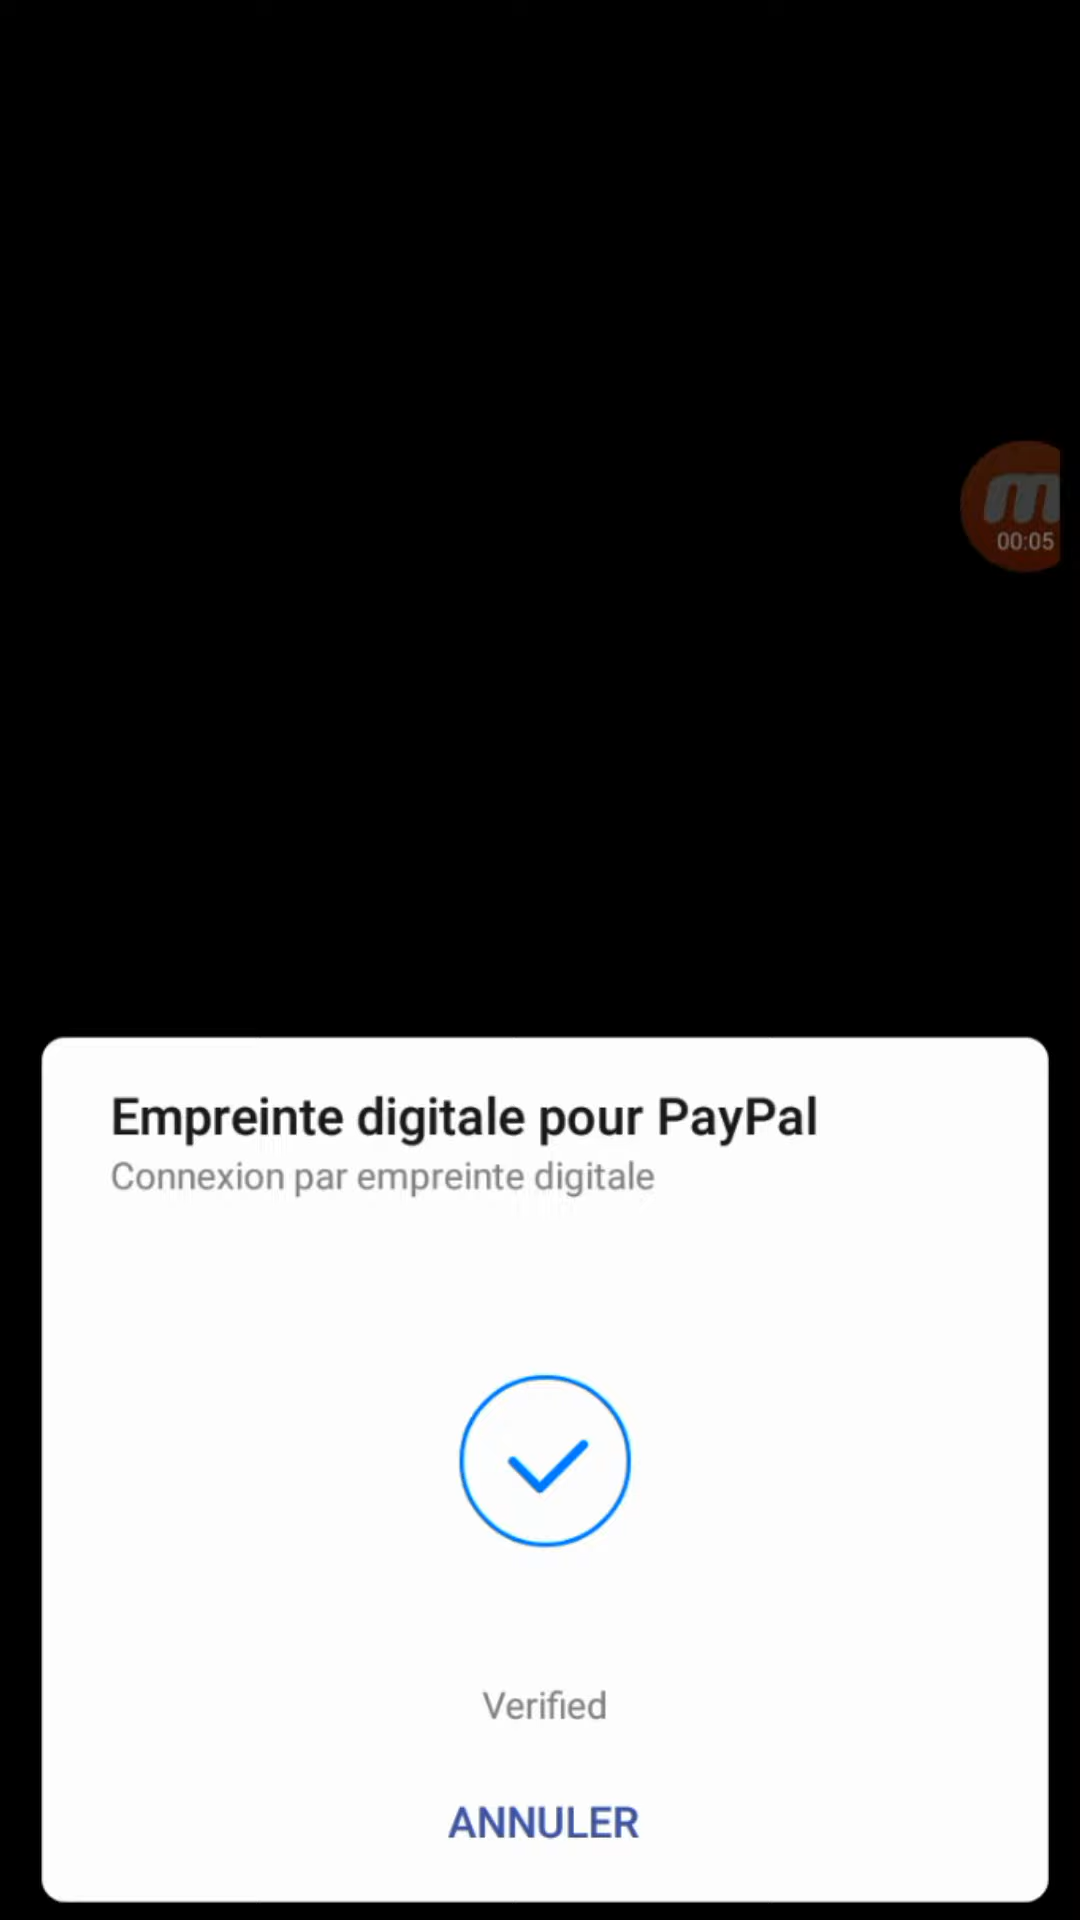 m
00:05
Empreinte digitale pour PayPal
Connexion par empreinte digitale
Verified
ANNULER